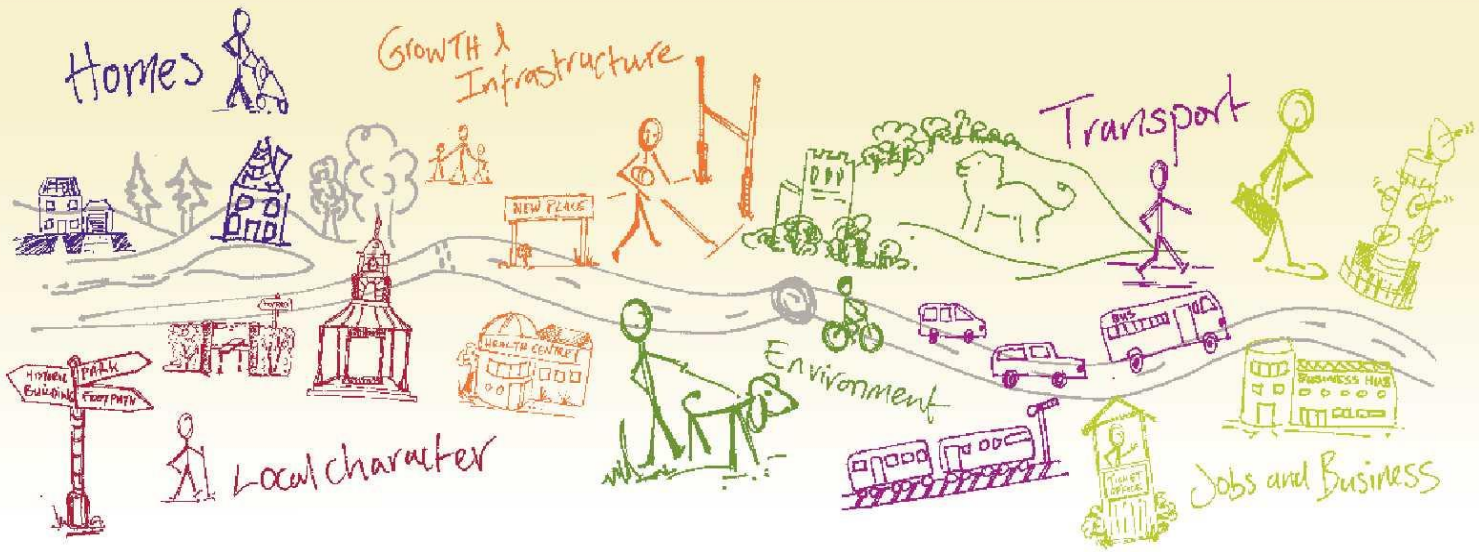 Homes
Growth &
Infrastructure
Transport
NEW PLACE
BUS
HEALTH CENTRE
Environment
PARK
HISTORIC
BUILDING
FOOTPATH
BUSINESS HUB
Local character
TICKET
OFFICE
Jobs and Business